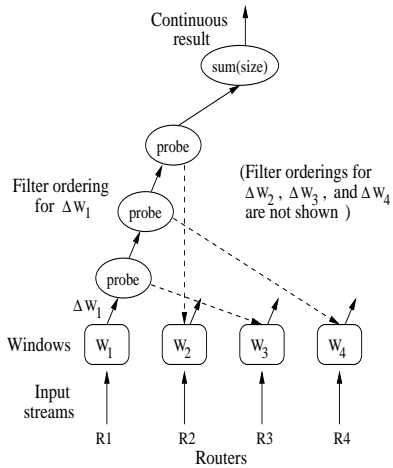 Continuous
result
sum(size)
probe
Filter ordering
for ΔW1
(Filter orderings for
ΔW2 , ΔW3, and ΔW4
are not shown )
probe
probe
ΔW1
Windows
W1
W2
W3
W4
Input
streams
R1
R2
R3
R4
Routers